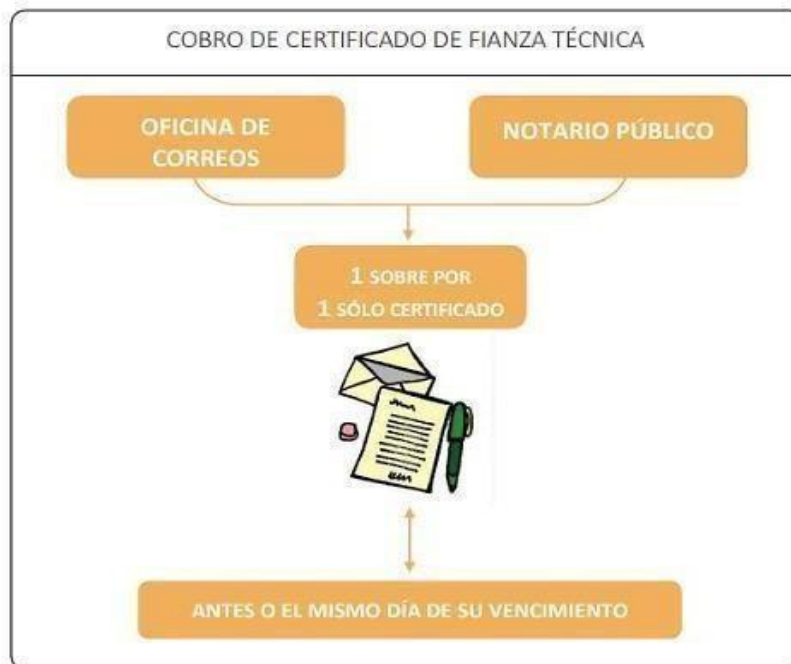 COBRO DE CERTIFICADO DE FIANZA TÉCNICA
OFICINA DE
CORREOS
NOTARIO PÚBLICO
1 SOBRE POR
1 SÓLO CERTIFICADO
ANTES O EL MISMO DÍA DE SU VENCIMIENTO